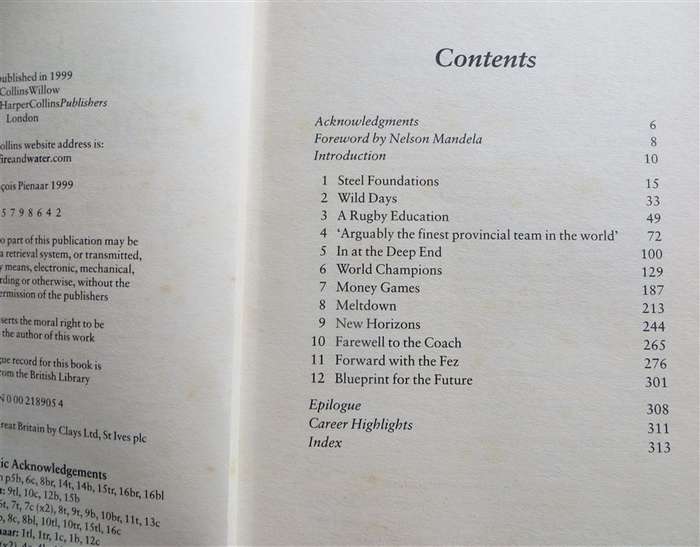 ublished in 1999
CollinsWillow
HarperCollinsPublishers
London
ollins website address is:
ireandwater.com
çois Pienaar 1999
5 7 9 8 6 4 2
o part of this publication may be
a retrieval system, or transmitted,
y means, electronic, mechanical,
rding or otherwise, without the
ermission of the publishers
serts the moral right to be
the author of this work
gue record for this book is
rom the British Library
N 0 00 218905 4
reat Britain by Clays Ltd, St Ives plc
ic Acknowledgements
p5b, 6c, 8br, 14t, 14b, 15tr, 16br, 16bl
t: 9tl, 10c, 12b, 15b
6t, 7t, 7c (x2), 8t, 9t, 9b, 10br, 11t, 13c
, 8c, 8bl, 10tl, 10tr, 15tl, 16c
aar: 1tl, 1tr, 1c, 1b, 12c
Contents
Acknowledgments 6
Foreword by Nelson Mandela 8
Introduction 10
1 Steel Foundations 15
2 Wild Days 33
3 A Rugby Education 49
4 ‘Arguably the finest provincial team in the world’ 72
5 In at the Deep End 100
6 World Champions 129
7 Money Games 187
8 Meltdown 213
9 New Horizons 244
10 Farewell to the Coach 265
11 Forward with the Fez 276
12 Blueprint for the Future 301
Epilogue 308
Career Highlights 311
Index 313